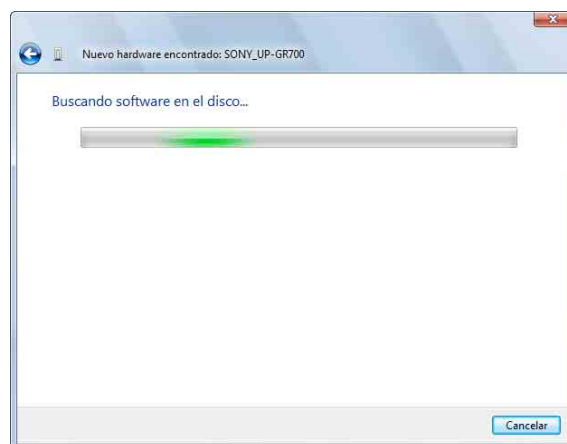 Nuevo hardware encontrado: SONY_UP-GR700
Buscando software en el disco...
Cancelar